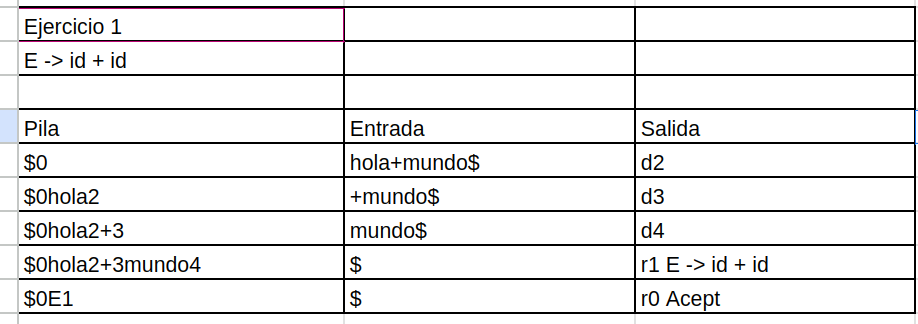 Ejercicio 1
E -> id + id
Pila Entrada Salida
$0 hola+mundo$ d2
$0hola2 +mundo$ d3
$0hola2+3 mundo$ d4
$0hola2+3mundo4 $ r1 E -> id + id
$0E1 $ r0 Acept